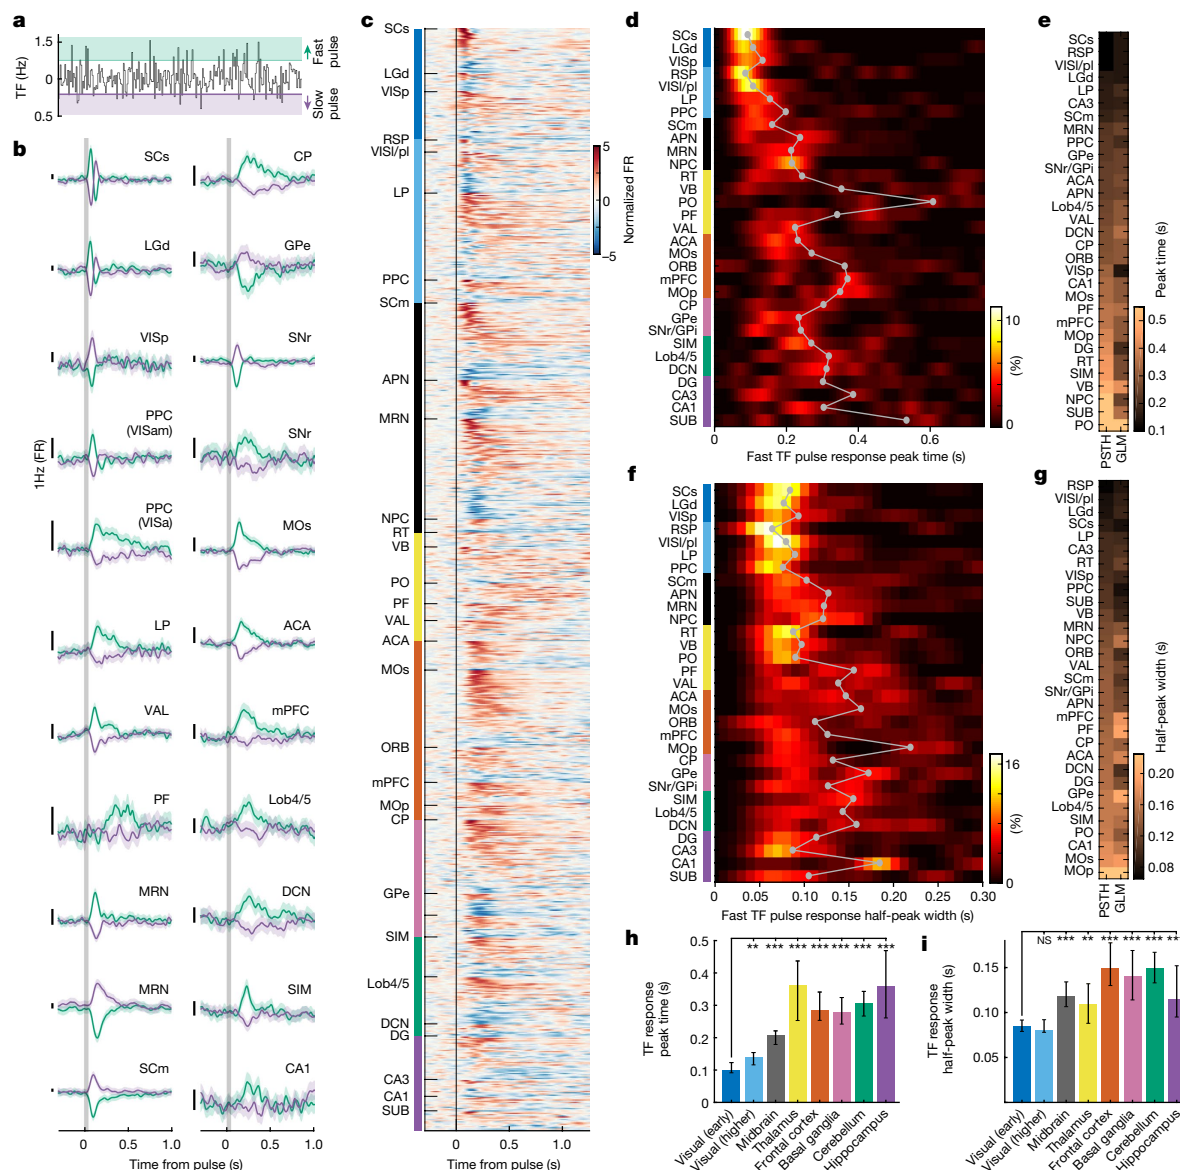 a
1.5
0
0.5
TF (Hz)
Fast pulse
Slow pulse
b
SCs
CP
LGd
GPe
VISp
SNr
PPC
(VISam)
SNr
PPC
(VISa)
MOs
LP
ACA
VAL
mPFC
PF
Lob4/5
MRN
DCN
MRN
SIM
SCm
CA1
1Hz (FR)
0 0.5 1.0
0 0.5 1.0
Time from pulse (s)
c
SCs
LGd
VISp
RSP
VISl/pl
LP
PPC
SCm
APN
MRN
NPC
RT
VB
PO
PF
VAL
ACA
MOs
ORB
mPFC
MOp
CP
GPe
SIM
Lob4/5
DCN
DG
CA3
CA1
SUB
0 0.5 1.0
Time from pulse (s)
5
0
−5
Normalized FR
d
SCs
LGd
VISp
RSP
VISl/pl
LP
PPC
SCm
APN
MRN
NPC
RT
VB
PO
PF
VAL
ACA
MOs
ORB
mPFC
MOp
CP
GPe
SNr/GPi
SIM
Lob4/5
DCN
DG
CA3
CA1
SUB
0 0.2 0.4 0.6
Fast TF pulse response peak time (s)
10
0
(%)
e
SCs
RSP
VISl/pl
LGd
LP
CA3
SCm
MRN
PPC
GPe
SNr/GPi
ACA
APN
Lob4/5
VAL
DCN
CP
ORB
VISp
CA1
MOs
PF
mPFC
MOp
DG
RT
SIM
VB
NPC
SUB
PO
PSTH
GLM
0.5
0.4
0.3
0.2
0.1
Peak time (s)
f
SCs
LGd
VISp
RSP
VISl/pl
LP
PPC
SCm
APN
MRN
NPC
RT
VB
PO
PF
VAL
ACA
MOs
ORB
mPFC
MOp
CP
GPe
SNr/GPi
SIM
Lob4/5
DCN
DG
CA3
CA1
SUB
0 0.05 0.10 0.15 0.20 0.25 0.30
Fast TF pulse response half-peak width (s)
16
0
(%)
g
RSP
VISl/pl
LGd
SCs
LP
CA3
RT
VISp
PPC
SUB
VB
MRN
NPC
ORB
VAL
SCm
SNr/GPi
APN
mPFC
PF
CP
ACA
DCN
DG
GPe
Lob4/5
SIM
PO
CA1
MOs
MOp
PSTH
GLM
0.20
0.12
0.08
Half-peak width (s)
h
0.5
0.4
0.3
0.2
0.1
0
TF response
peak time (s)
** *** *** *** *** *** ***
Visual (early)
Visual (higher)
Midbrain
Thalamus
Frontal cortex
Basal ganglia
Cerebellum
Hippocampus
i
0.15
0.10
0.05
TF response
half-peak width (s)
NS *** ** *** *** *** ***
Visual (early)
Visual (higher)
Midbrain
Thalamus
Frontal cortex
Basal ganglia
Cerebellum
Hippocampus